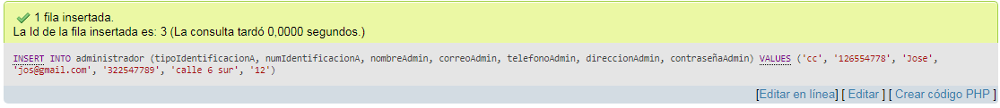 1 fila insertada.
La Id de la fila insertada es: 3 (La consulta tardó 0,0000 segundos.)
INSERT INTO administrador (tipoIdentificacionA, numIdentificacionA, nombreAdmin, correoAdmin, telefonoAdmin, direccionAdmin, contraseñaAdmin) VALUES ('cc', '126554778', 'Jose',
'jos@gmail.com', '322547789', 'calle 6 sur', '12')
[Editar en línea] [ Editar ] [ Crear código PHP ]